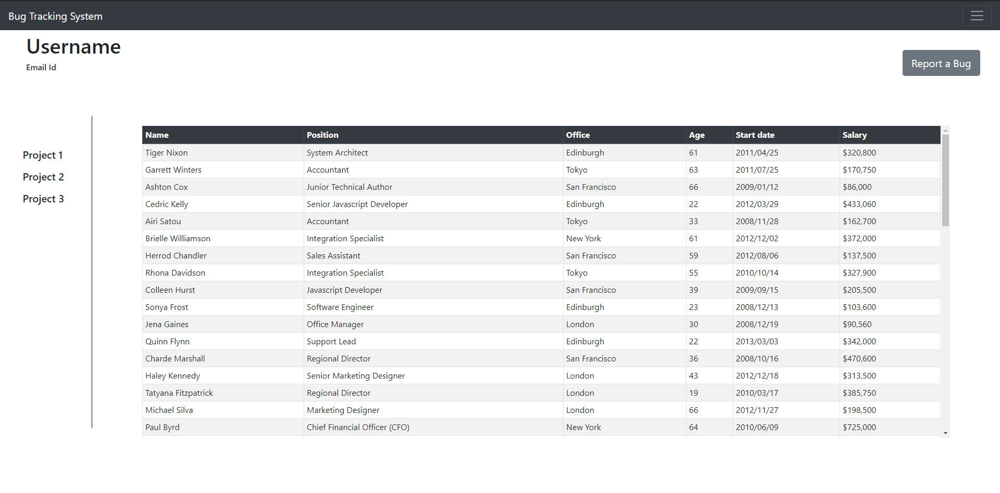 Bug Tracking System
Username
Email Id
Report a Bug
Project 1
Project 2
Project 3
Name Position Office Age Start date Salary
Tiger Nixon System Architect Edinburgh 61 2011/04/25 $320,800
Garrett Winters Accountant Tokyo 63 2011/07/25 $170,750
Ashton Cox Junior Technical Author San Francisco 66 2009/01/12 $86,000
Cedric Kelly Senior Javascript Developer Edinburgh 22 2012/03/29 $433,060
Airi Satou Accountant Tokyo 33 2008/11/28 $162,700
Brielle Williamson Integration Specialist New York 61 2012/12/02 $372,000
Herrod Chandler Sales Assistant San Francisco 59 2012/08/06 $137,500
Rhona Davidson Integration Specialist Tokyo 55 2010/10/14 $327,900
Colleen Hurst Javascript Developer San Francisco 39 2009/09/15 $205,500
Sonya Frost Software Engineer Edinburgh 23 2008/12/13 $103,600
Jena Gaines Office Manager London 30 2008/12/19 $90,560
Quinn Flynn Support Lead Edinburgh 22 2013/03/03 $342,000
Charde Marshall Regional Director San Francisco 36 2008/10/16 $470,600
Haley Kennedy Senior Marketing Designer London 43 2012/12/18 $313,500
Tatyana Fitzpatrick Regional Director London 19 2010/03/17 $385,750
Michael Silva Marketing Designer London 66 2012/11/27 $198,500
Paul Byrd Chief Financial Officer (CFO) New York 64 2010/06/09 $725,000